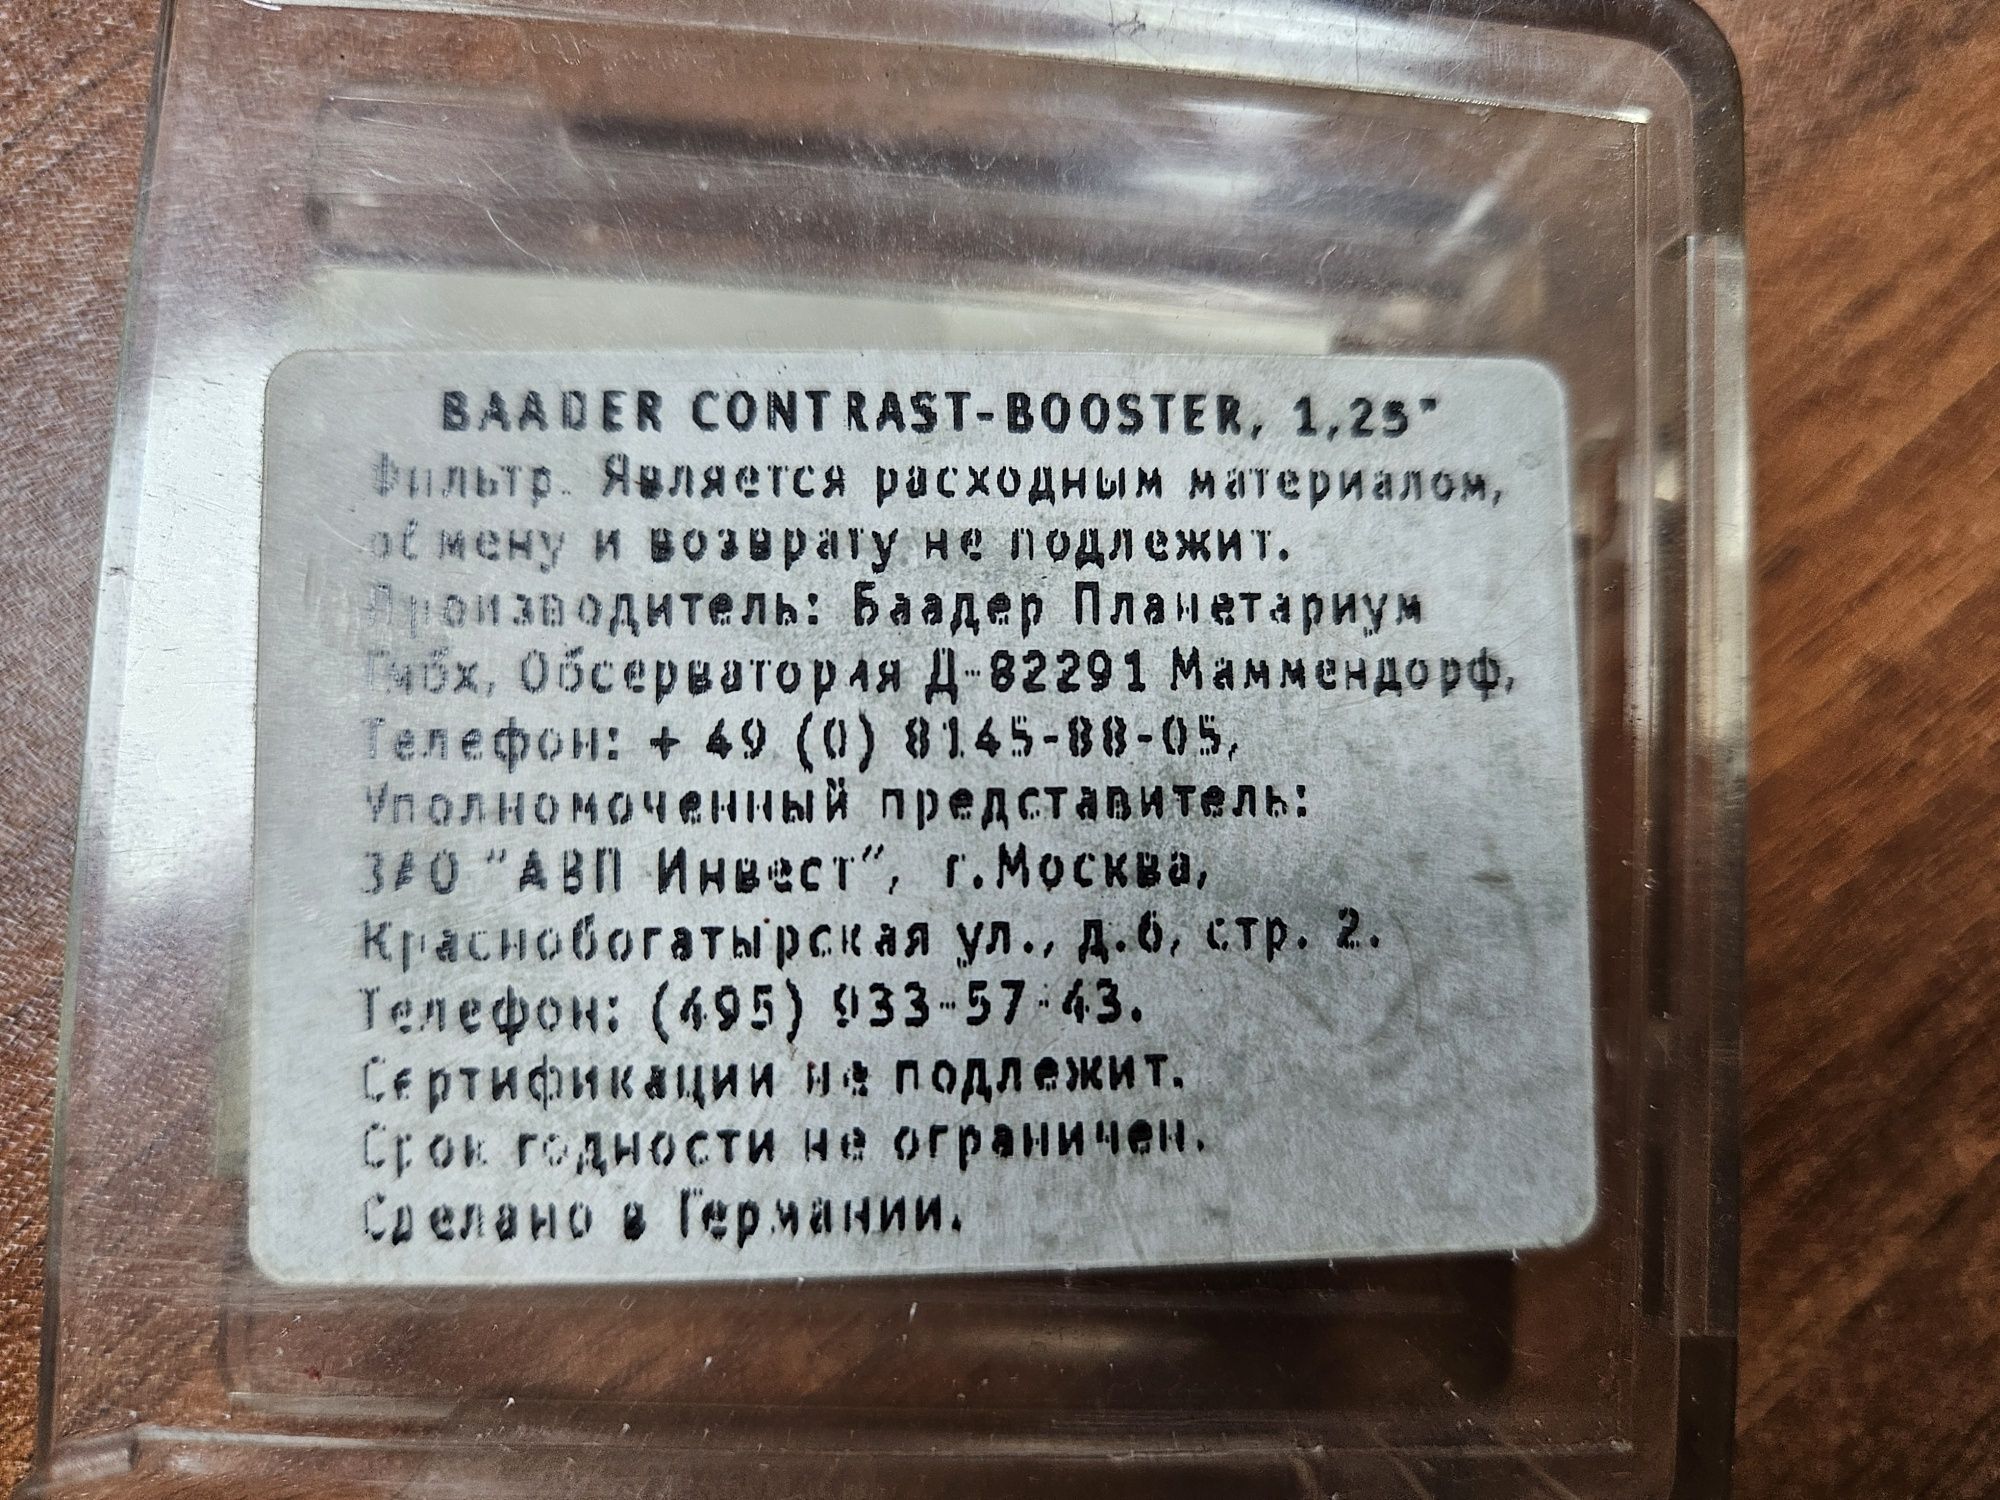 BAADER CONTRAST-BOOSTER, 1,25"
Фильтр. Является расходным материалом,
обмену и возврату не подлежит.
Производитель: Баадер Планетариум
Гмбх, Обсерватория Д-82291 Маммендорф,
Телефон: + 49 (0) 8145-88-05,
Уполномоченный представитель:
ЗАО "АВП Инвест", г.Москва,
Краснобогатырская ул., д.6, стр. 2.
Телефон: (495) 933-57-43.
Сертификации не подлежит.
Срок годности не ограничен.
Сделано в Германии.